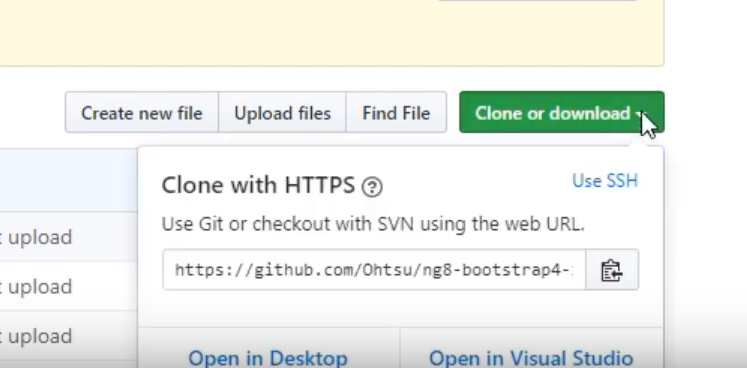 Create new file Upload files Find File Clone or download
Clone with HTTPS ? Use SSH
upload Use Git or checkout with SVN using the web URL.
upload https://github.com/Ohtsu/ng8-bootstrap4-
upload
Open in Desktop Open in Visual Studio